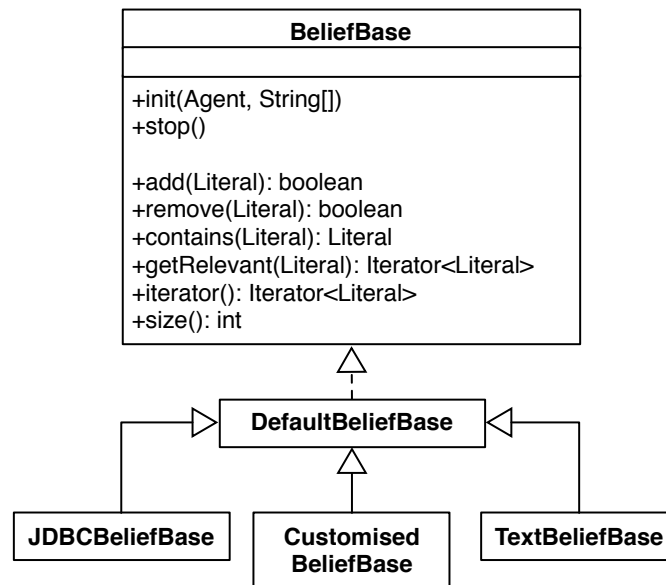 BeliefBase
+init(Agent, String[])
+stop()
+add(Literal): boolean
+remove(Literal): boolean
+contains(Literal): Literal
+getRelevant(Literal): Iterator<Literal>
+iterator(): Iterator<Literal>
+size(): int
DefaultBeliefBase
JDBCBeliefBase
Customised
BeliefBase
TextBeliefBase